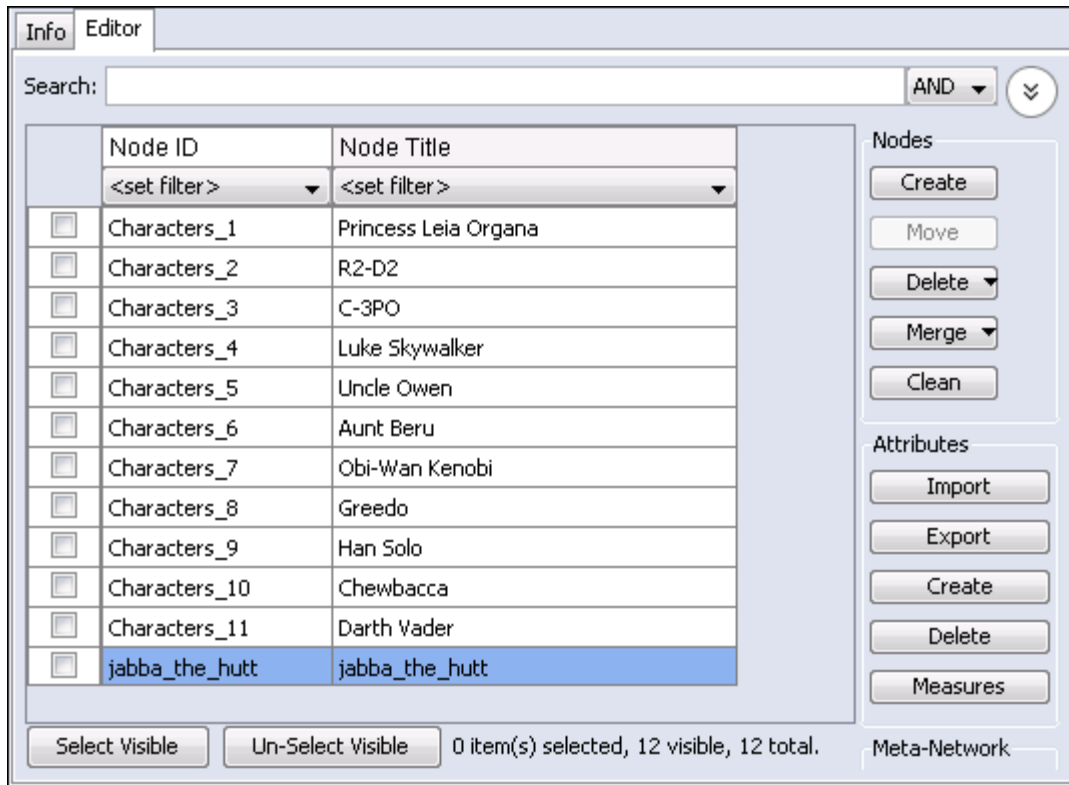 Info Editor
Search: AND
Node ID Node Title
<set filter> <set filter>
Characters_1 Princess Leia Organa
Characters_2 R2-D2
Characters_3 C-3PO
Characters_4 Luke Skywalker
Characters_5 Uncle Owen
Characters_6 Aunt Beru
Characters_7 Obi-Wan Kenobi
Characters_8 Greedo
Characters_9 Han Solo
Characters_10 Chewbacca
Characters_11 Darth Vader
jabba_the_hutt jabba_the_hutt
Select Visible Un-Select Visible 0 item(s) selected, 12 visible, 12 total.
Nodes
Create
Move
Delete
Merge
Clean
Attributes
Import
Export
Create
Delete
Measures
Meta-Network